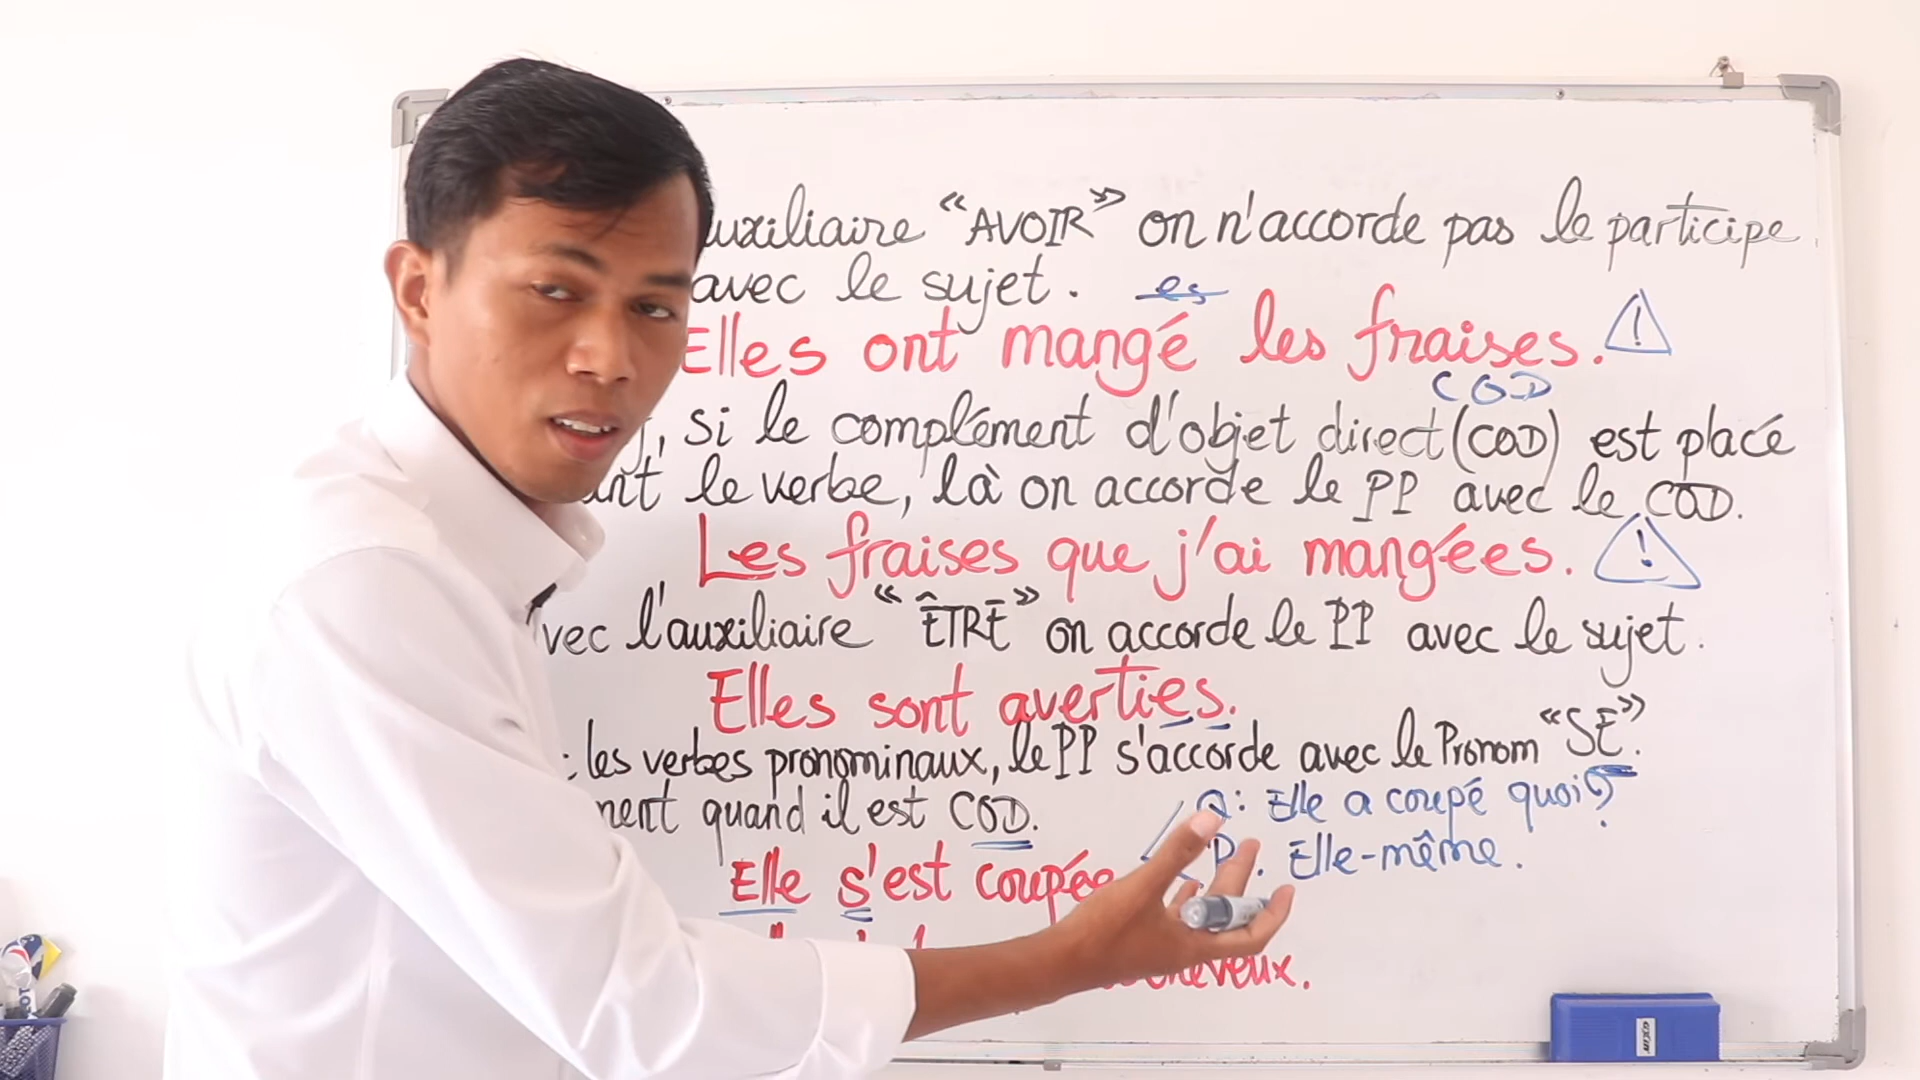 auxiliaire “AVOIR” on n'accorde pas le participe
avec le sujet.
es
Elles ont mangé les fraises. !
COD
, si le complément d'objet direct (COD) est placé
le verbe, là on accorde le PP avec le COD.
Les fraises que j'ai mangées. !
vec l'auxiliaire “ÊTRE” on accorde le PP avec le sujet.
Elles sont averties.
: les verbes pronominaux, le PP s'accorde avec le Pronom “SE”.
ment quand il est COD.
Q: Elle a coupé quoi?
Elle-même.
Elle s'est coupée
cheveux.